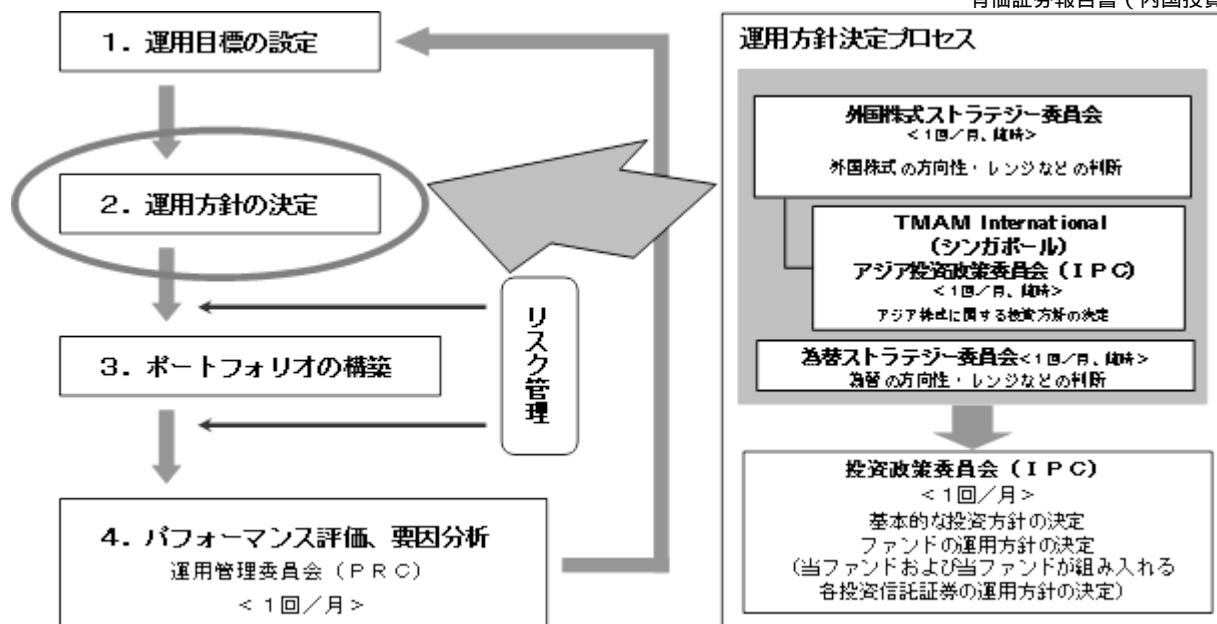 有価証券報告書（内国投資
1．運用目標の設定
2．運用方針の決定
リスク管理
3．ポートフォリオの構築
4．パフォーマンス評価、要因分析
運用管理委員会（ＰＲＣ）
＜１回／月＞
運用方針決定プロセス
外国株式ストラテジー委員会
＜１回／月、随時＞
外国株式の方向性・レンジなどの判断
TMAM International
（シンガポール）
アジア投資政策委員会（ＩＰＣ）
＜１回／月、随時＞
アジア株式に関する投資方針の決定
為替ストラテジー委員会＜１回／月、随時＞
為替の方向性・レンジなどの判断
投資政策委員会（ＩＰＣ）
＜１回／月＞
基本的な投資方針の決定
ファンドの運用方針の決定
（当ファンドおよび当ファンドが組み入れる
各投資信託証券の運用方針の決定）